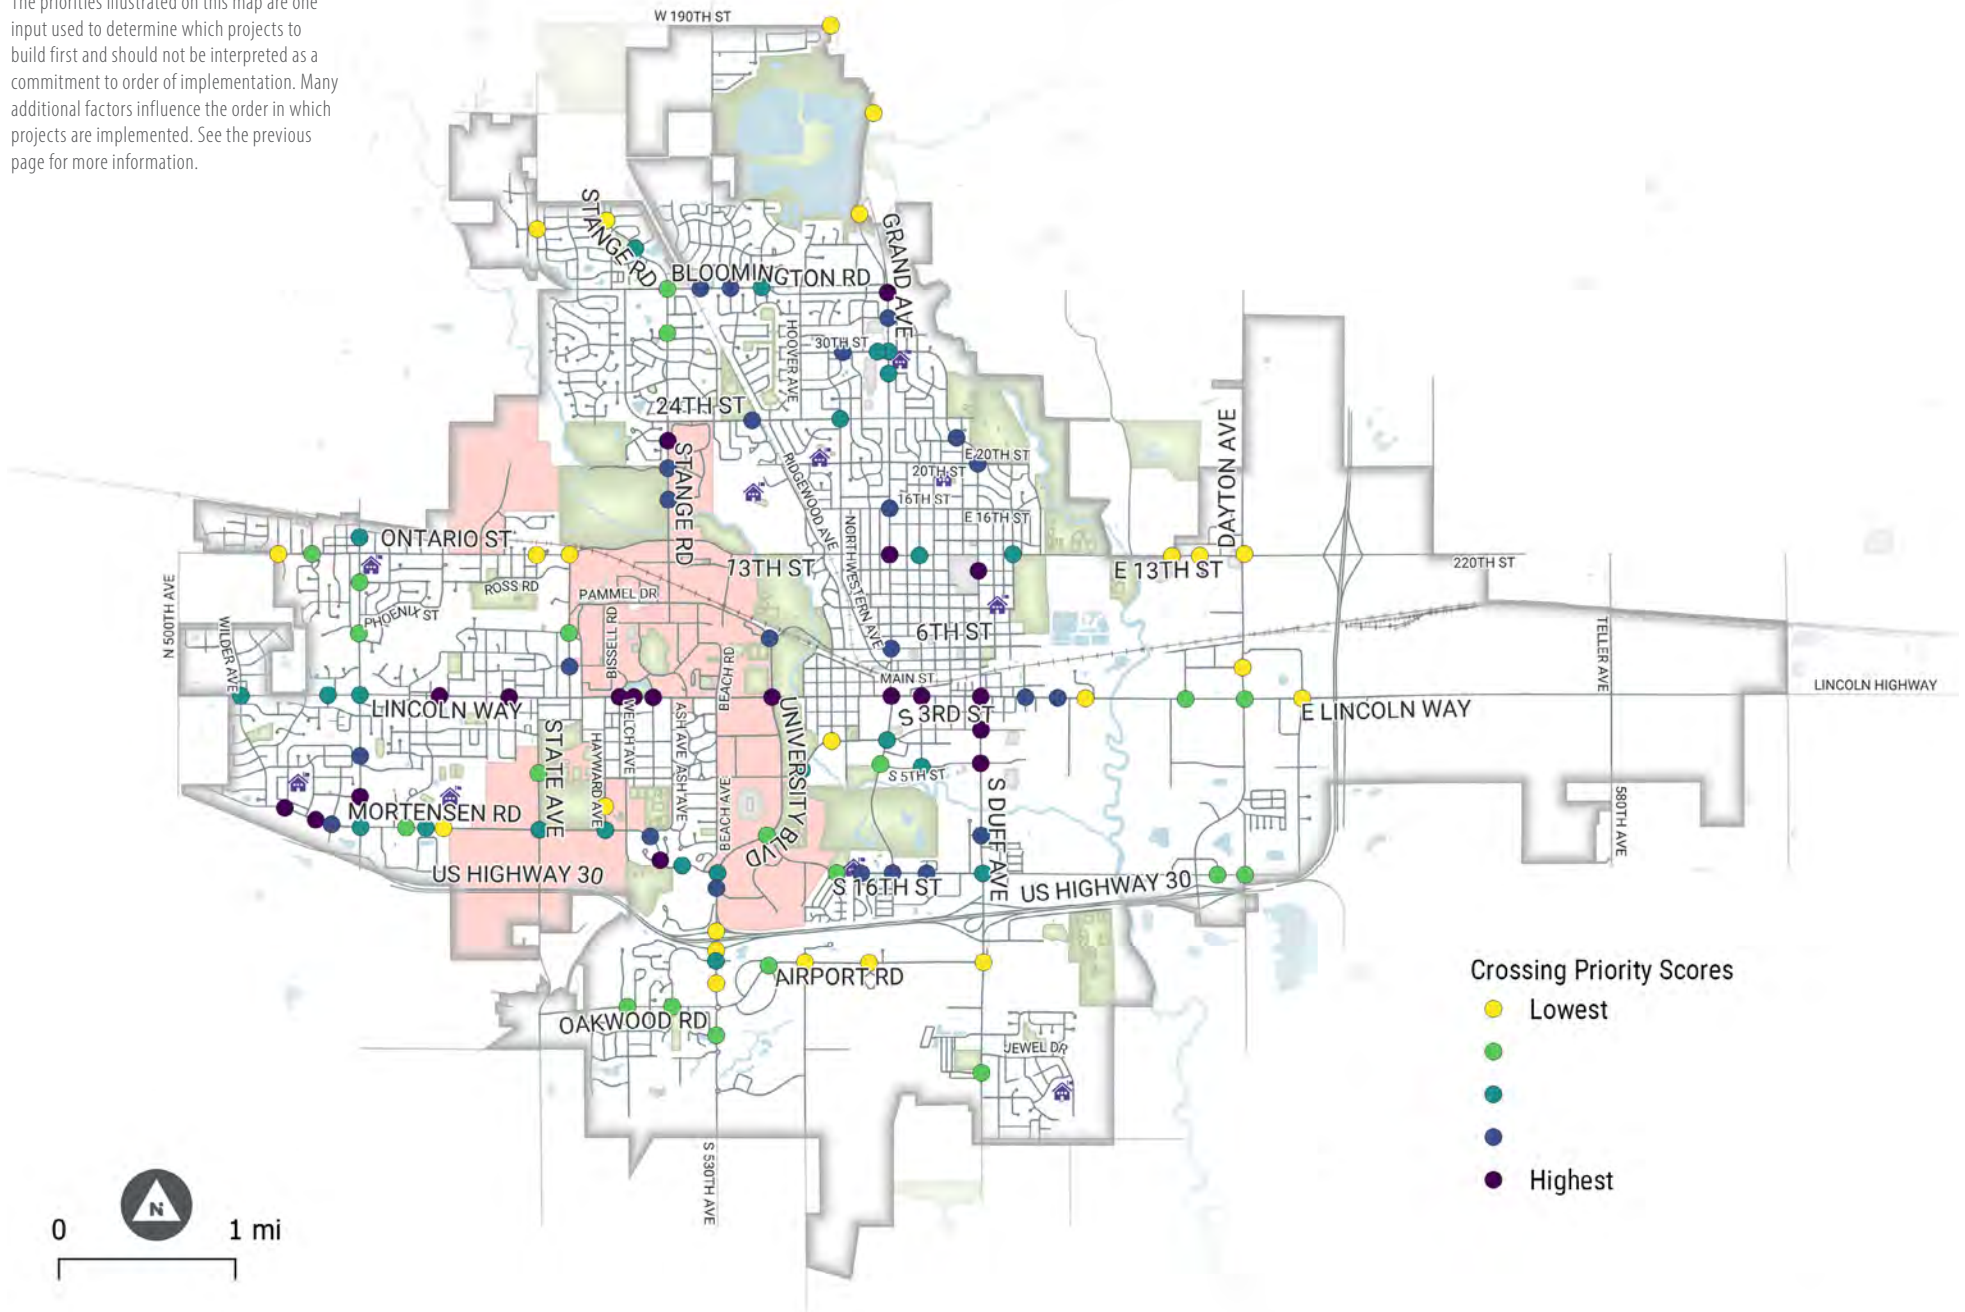 The priorities illustrated on this map are one
input used to determine which projects to
build first and should not be interpreted as a
commitment to order of implementation. Many
additional factors influence the order in which
projects are implemented. See the previous
page for more information.
W 190TH ST
STANGE RD
GRAND AVE
BLOOMINGTON RD
HOOVER AVE
30TH ST
24TH ST
STANGE RD
RIDGEWOOD AVE
E 20TH ST
20TH ST
16TH ST
E 16TH ST
DAYTON AVE
NORTHWESTERN AVE
ONTARIO ST
13TH ST
E 13TH ST
220TH ST
N 500TH AVE
ROSS RD
PAMMEL DR
PHOENIX ST
WILDER AVE
BISSELL RD
BEACH RD
6TH ST
TELLER AVE
MAIN ST
LINCOLN HIGHWAY
LINCOLN WAY
S 3RD ST
E LINCOLN WAY
STATE AVE
HAYWARD AVE
WELCH AVE
ASH AVE
ASH AVE
BEACH AVE
UNIVERSITY BLVD
S 5TH ST
S DUFF AVE
580TH AVE
MORTENSEN RD
US HIGHWAY 30
S 16TH ST
US HIGHWAY 30
AIRPORT RD
OAKWOOD RD
JEWEL DR
S 530TH AVE
Crossing Priority Scores
Lowest
Highest
N
0 1 mi